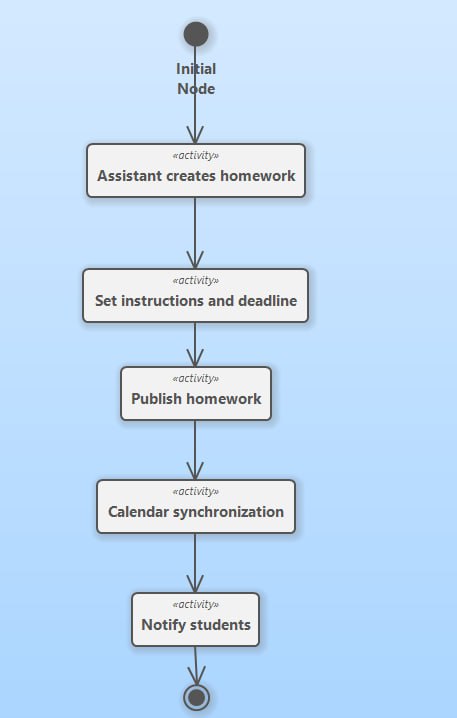 Initial
Node
«activity»
Assistant creates homework
«activity»
Set instructions and deadline
«activity»
Publish homework
«activity»
Calendar synchronization
«activity»
Notify students